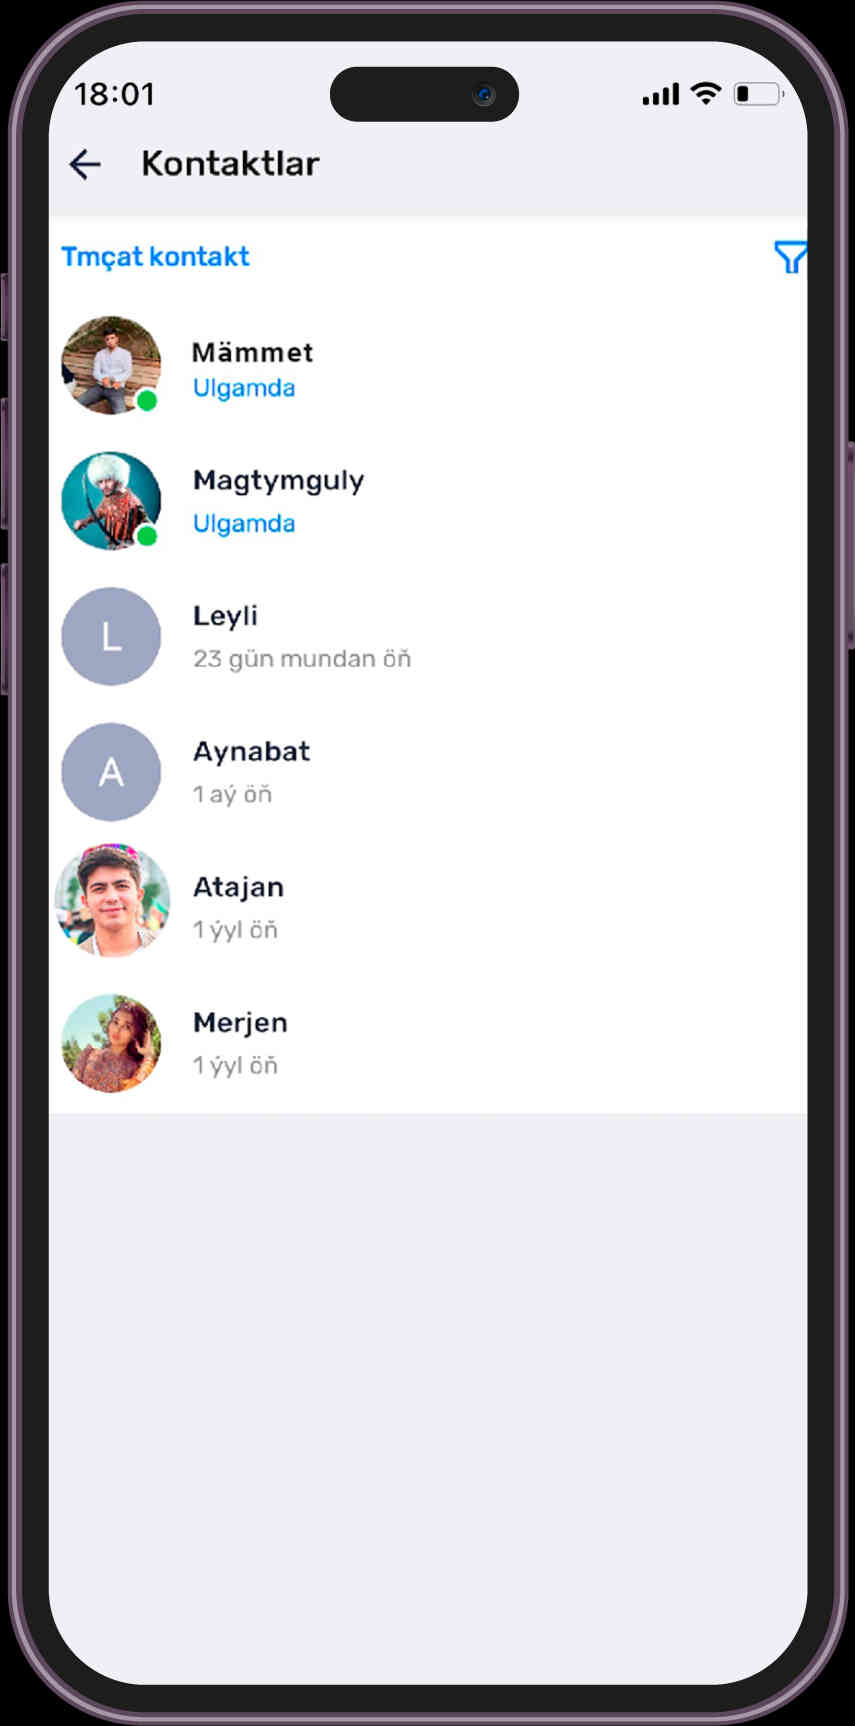 18:01
Kontaktlar
Tmçat kontakt
Mämmet
Ulgamda
Magtymguly
Ulgamda
L
Leyli
23 gün mundan öň
A
Aynabat
1 aý öň
Atajan
1 ýyl öň
Merjen
1 ýyl öň